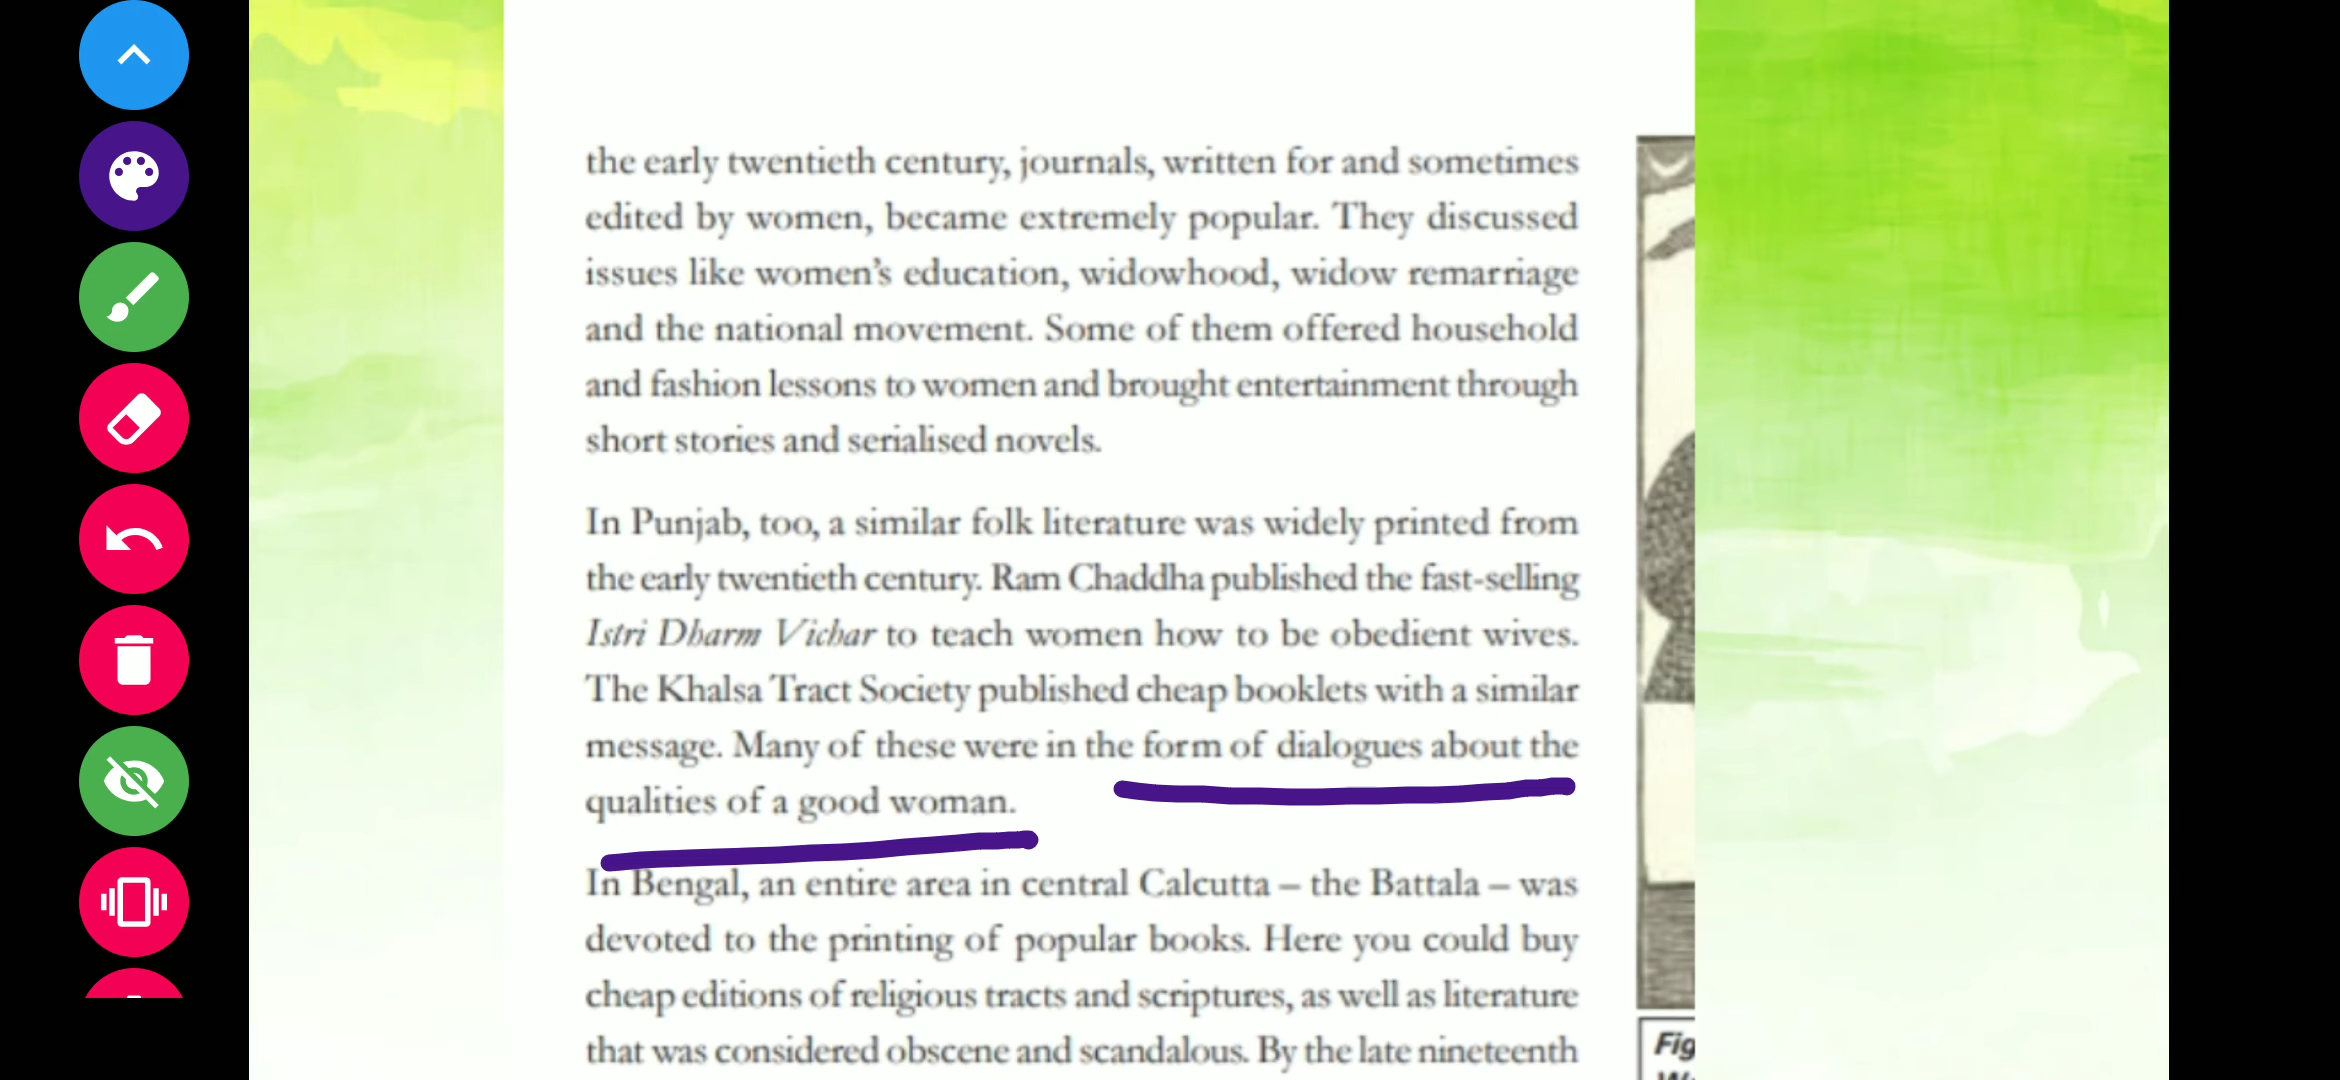 the early twentieth century, journals, written for and sometimes
edited by women, became extremely popular. They discussed
issues like women's education, widowhood, widow remarriage
and the national movement. Some of them offered household
and fashion lessons to women and brought entertainment through
short stories and serialised novels.
In Punjab, too, a similar folk literature was widely printed from
the early twentieth century. Ram Chaddha published the fast-selling
Istri Dharm Vichar to teach women how to be obedient wives.
The Khalsa Tract Society published cheap booklets with a similar
message. Many of these were in the form of dialogues about the
qualities of a good woman.
In Bengal, an entire area in central Calcutta – the Battala – was
devoted to the printing of popular books. Here you could buy
cheap editions of religious tracts and scriptures, as well as literature
that was considered obscene and scandalous. By the late nineteenth
Fig